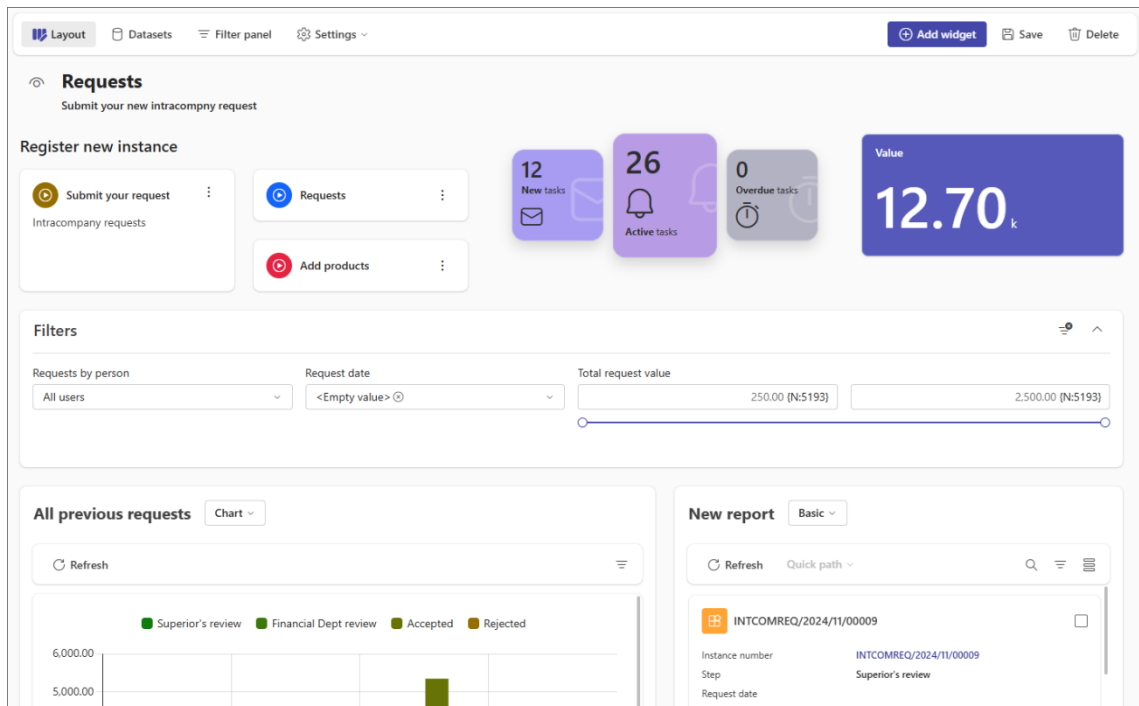 Layout
Datasets
Filter panel
Settings
Add widget
Save
Delete
Requests
Submit your new intracompny request
Register new instance
Submit your request
Intracompany requests
Requests
Add products
12
New tasks
26
Active tasks
0
Overdue tasks
Value
12.70 k
Filters
Requests by person
All users
Request date
<Empty value>
Total request value
250.00 {N:5193}
2,500.00 {N:5193}
All previous requests
Chart
Refresh
Superior's review
Financial Dept review
Accepted
Rejected
6,000.00
5,000.00
New report
Basic
Refresh
Quick path
INTCOMREQ/2024/11/00009
Instance number INTCOMREQ/2024/11/00009
Step Superior's review
Request date